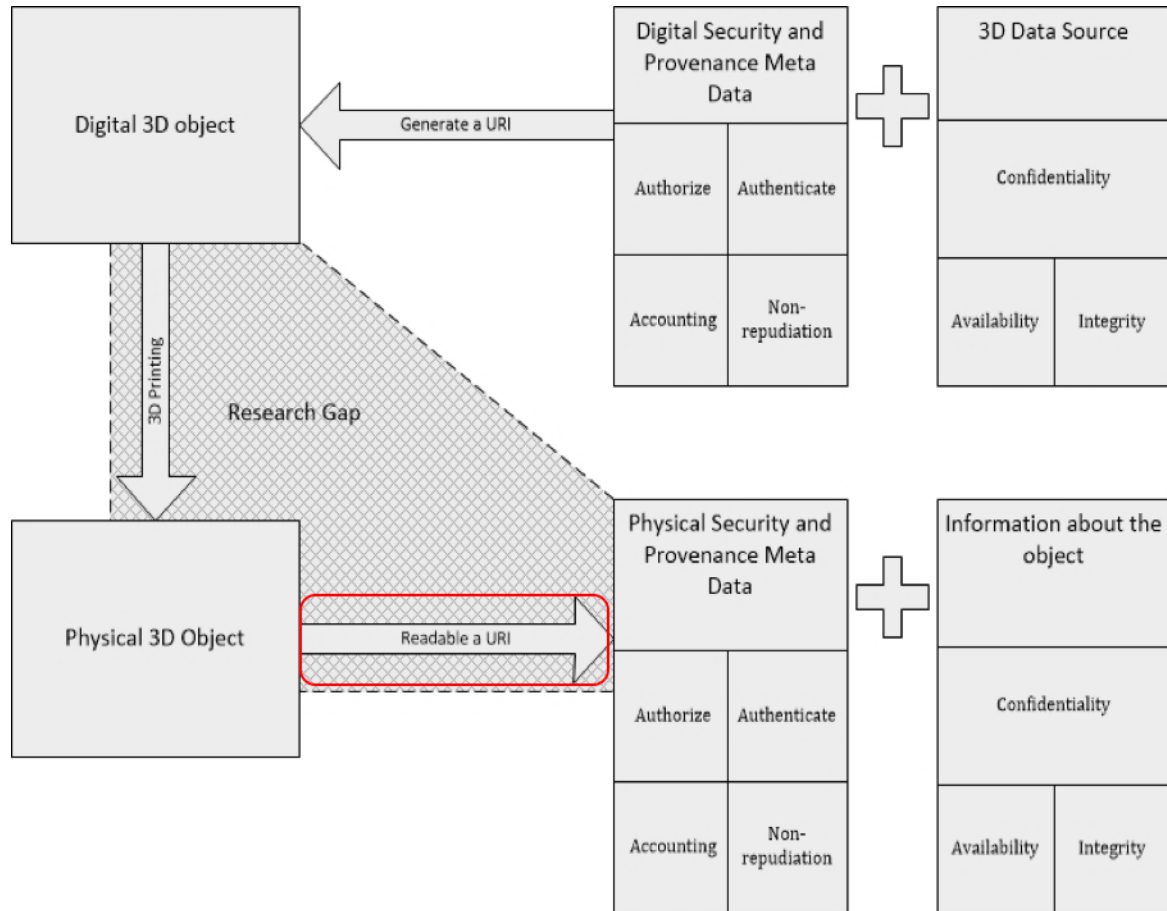 Digital 3D object
Generate a URI
Digital Security and
Provenance Meta
Data
Authorize
Authenticate
Accounting
Non-
repudiation
3D Data Source
Confidentiality
Availability
Integrity
3D Printing
Research Gap
Physical 3D Object
Readable a URI
Physical Security and
Provenance Meta
Data
Authorize
Authenticate
Accounting
Non-
repudiation
Information about the
object
Confidentiality
Availability
Integrity